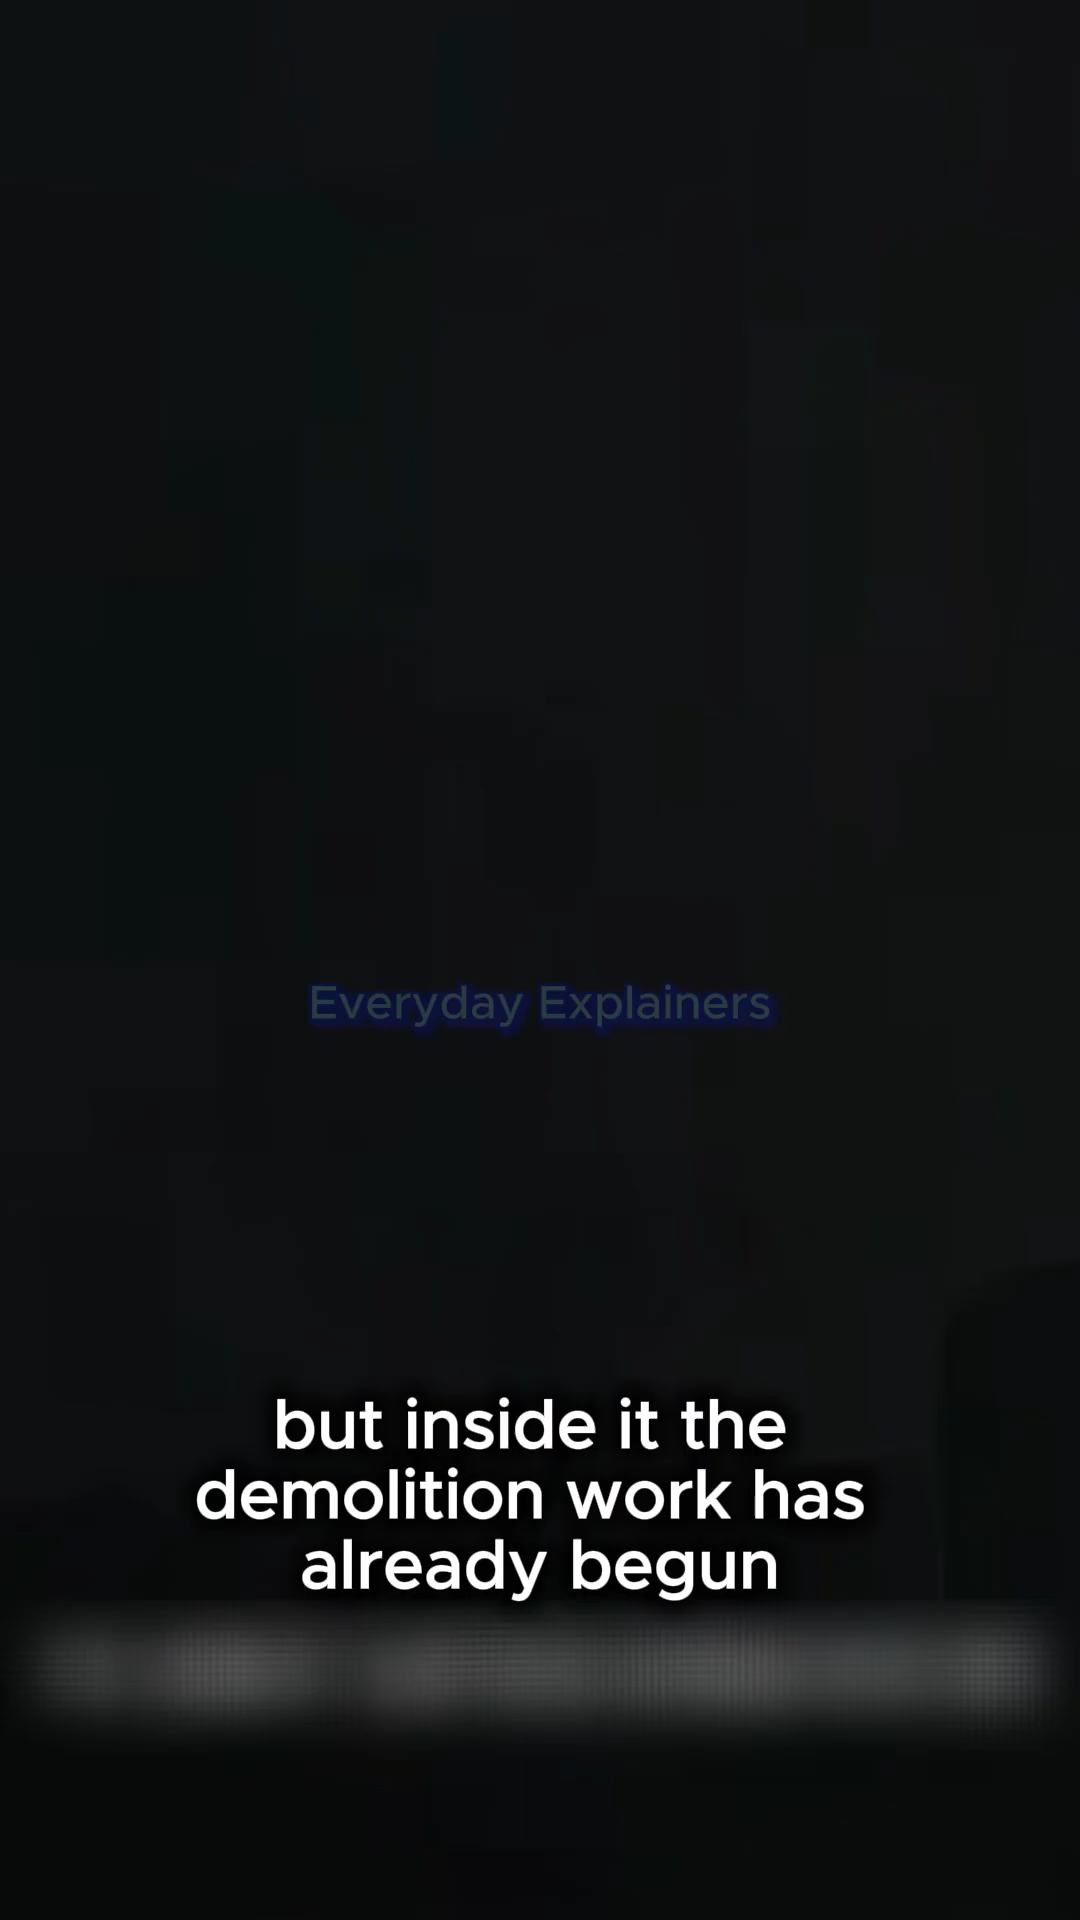 Everyday Explainers
but inside it the
demolition work has
already begun